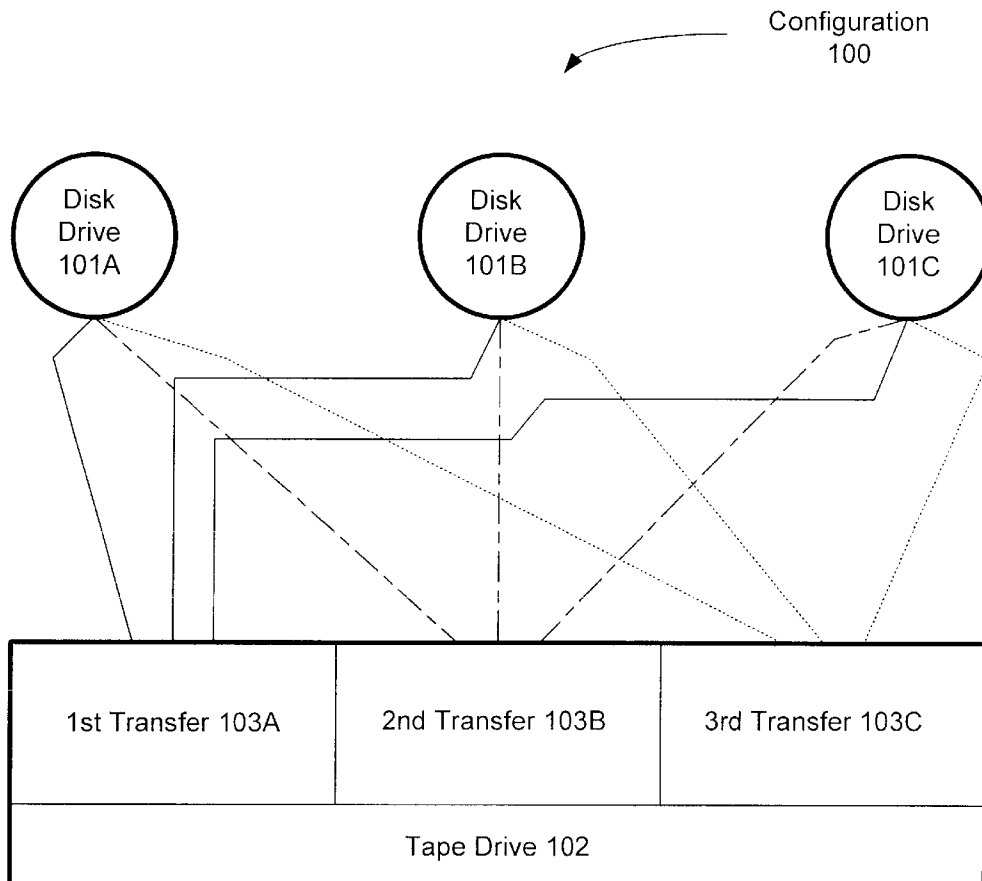 Configuration
100
Disk
Drive
101A
Disk
Drive
101B
Disk
Drive
101C
1st Transfer 103A
2nd Transfer 103B
3rd Transfer 103C
Tape Drive 102